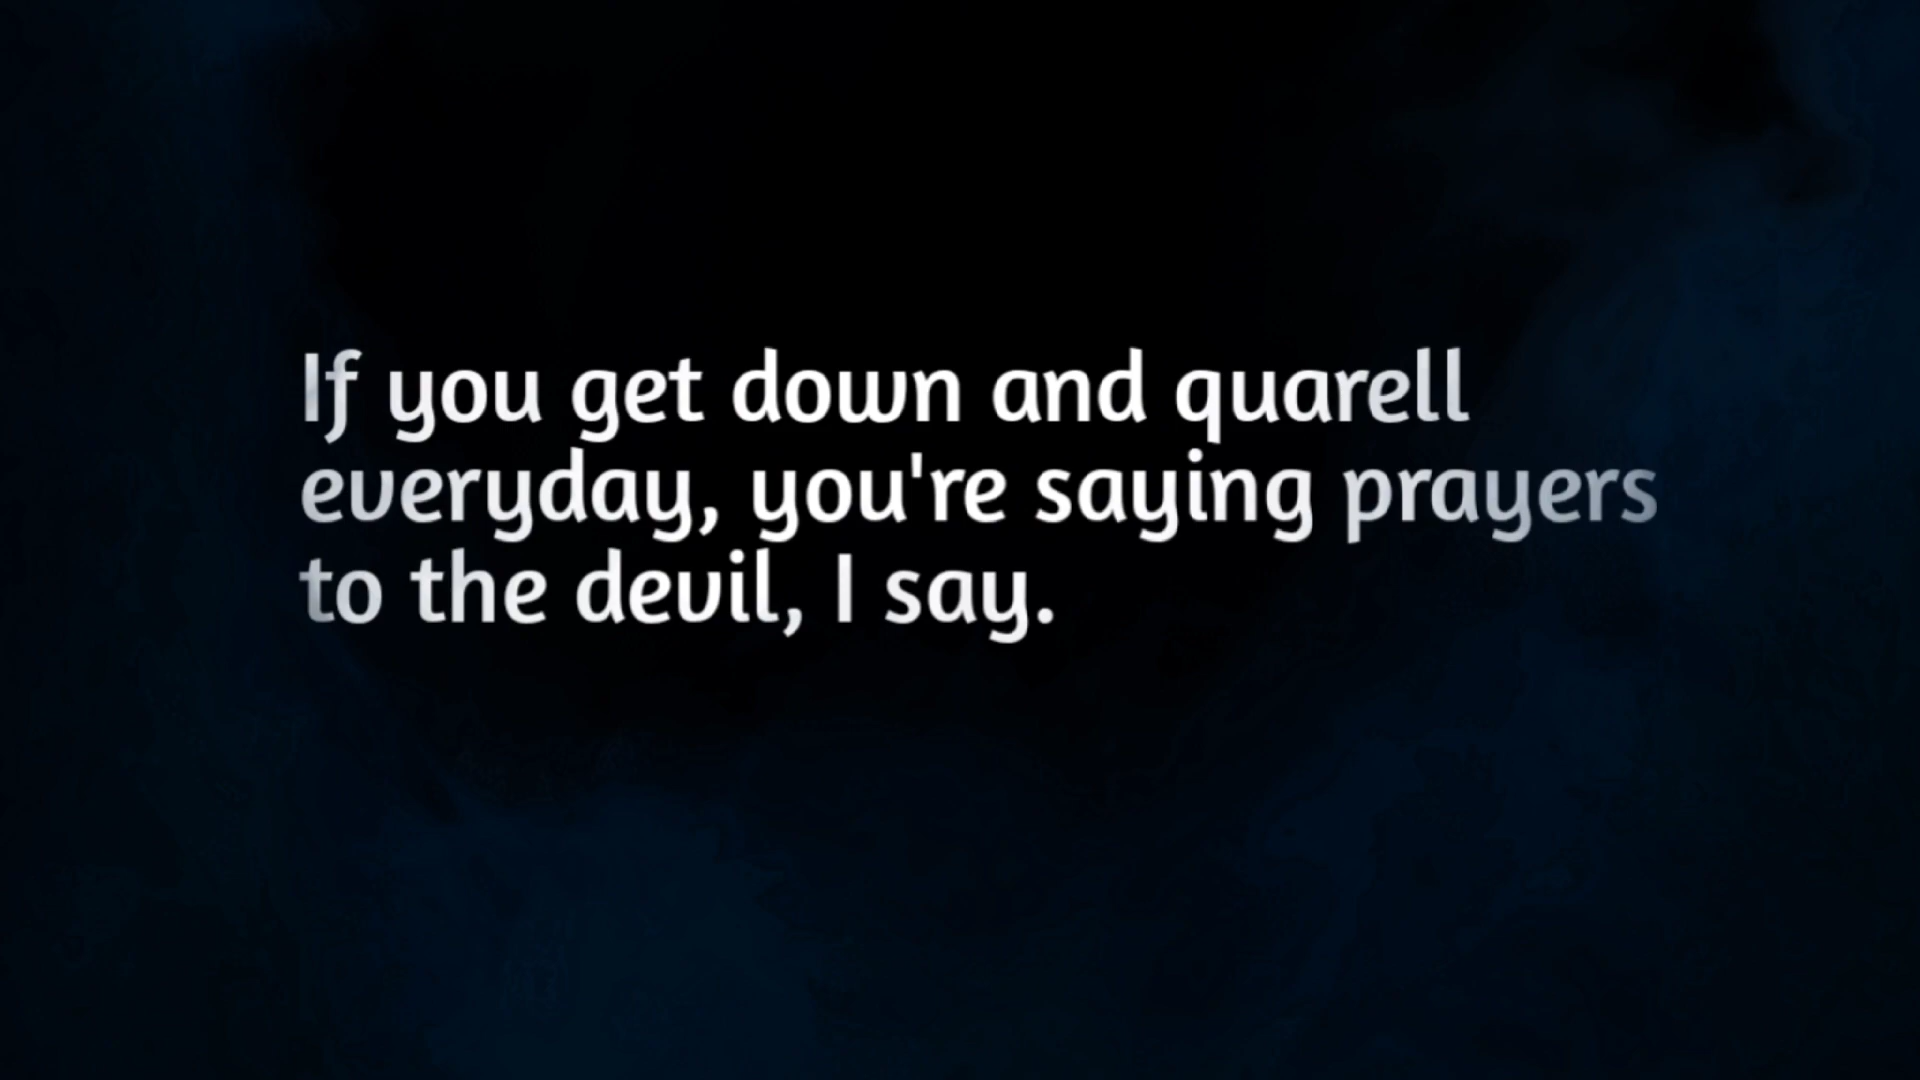 If you get down and quarell
everyday, you're saying prayers
to the devil, I say.